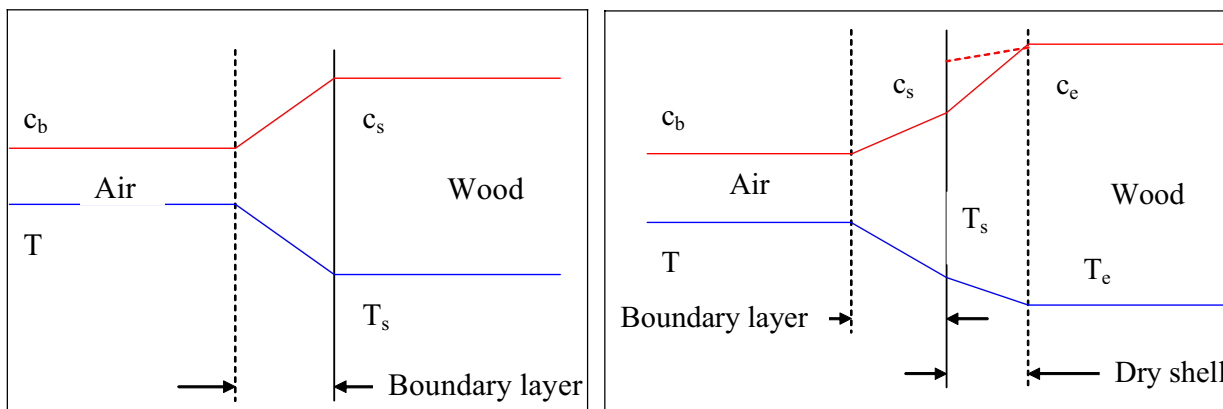 c_b
c_s
Air
Wood
T
T_s
Boundary layer
c_s
c_e
c_b
Air
Wood
T_s
T
T_e
Boundary layer
Dry shell